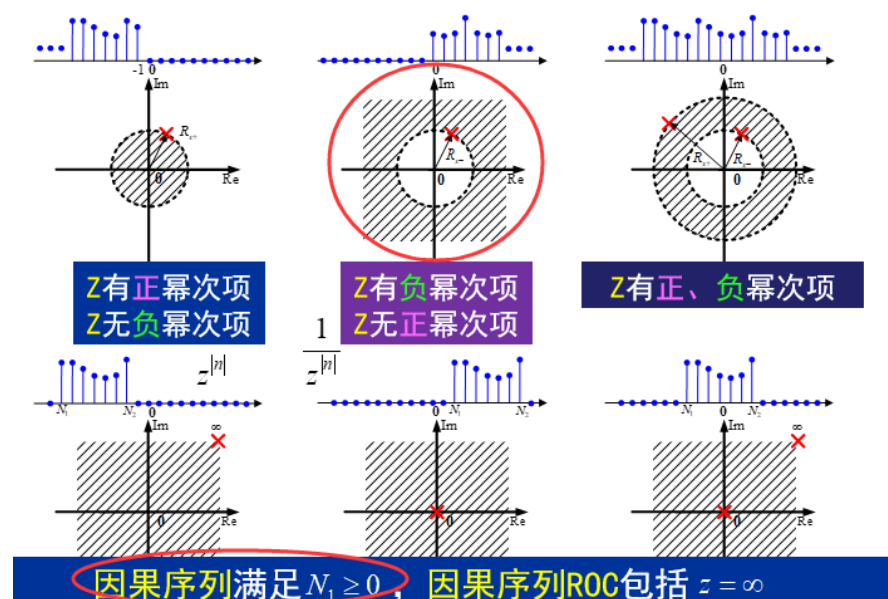 -1 0
0
0
Im
Im
Im
R_{x+}
R_{x-}
R_{x+}
R_{x-}
0
Re
0
Re
0
Re
Z有正幂次项
Z无负幂次项
Z有负幂次项
Z无正幂次项
Z有正、负幂次项
z^{|n|}
\frac{1}{z^{|n|}}
N_1 N_2 0
0 N_1 N_2
N_1 0 N_2
Im
Im
Im
∞
∞
0
Re
0
Re
0
Re
因果序列满足 N_1 ≥ 0 ，因果序列ROC包括 z = ∞